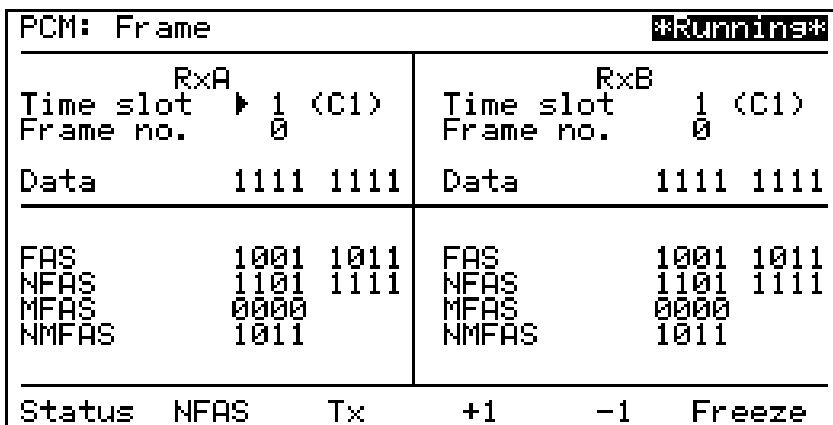 PCM: Frame *Running*
RxA RxB
Time slot ▶ 1 (C1) Time slot 1 (C1)
Frame no. 0 Frame no. 0
Data 1111 1111 Data 1111 1111
FAS 1001 1011 FAS 1001 1011
NFAS 1101 1111 NFAS 1101 1111
MFAS 0000 MFAS 0000
NMFAS 1011 NMFAS 1011
Status NFAS Tx +1 -1 Freeze